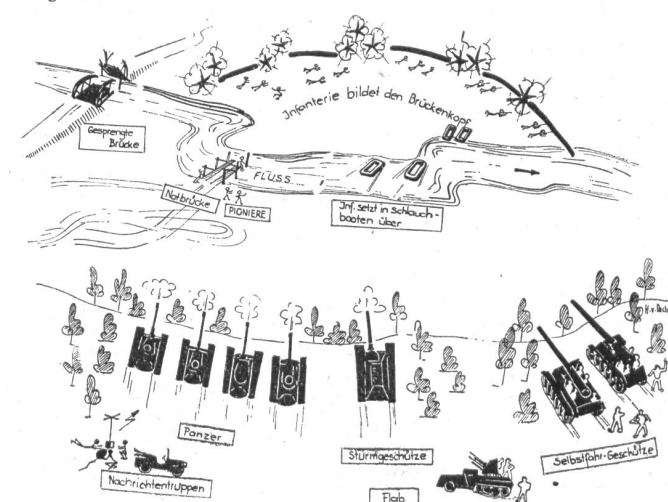 Infanterie bildet den Brückenkopf
Gesprengte
Brücke
FLUSS
Notbrücke
PIONIERE
Inf. setzt in Schlauch-
booten über
Panzer
Sturmgeschütze
Selbstfahr-Geschütze
Nachrichtentruppen
Flab